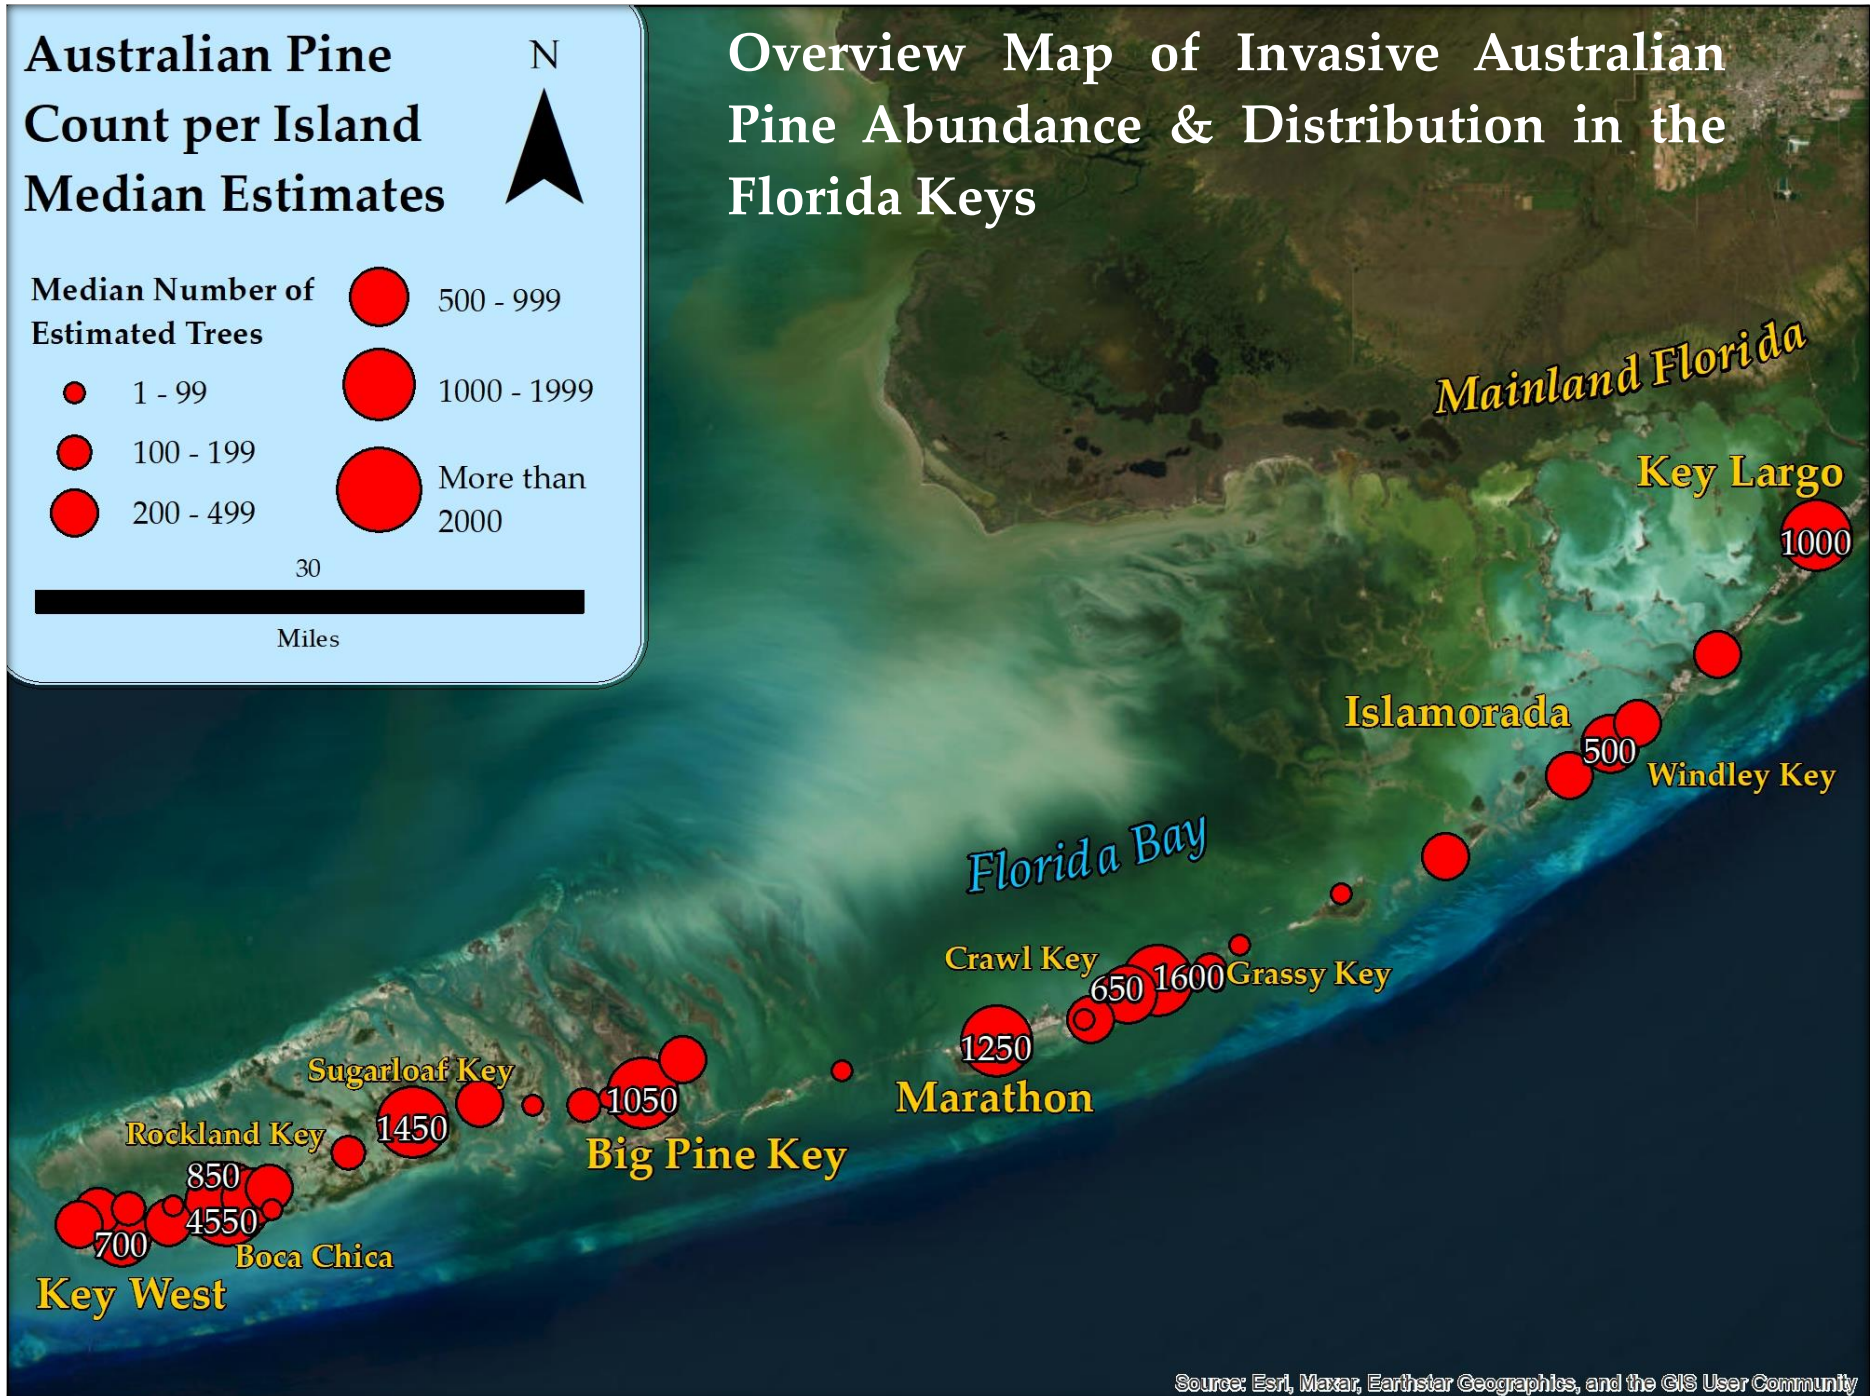 Australian Pine
Count per Island
Median Estimates
N
Median Number of
Estimated Trees
1 - 99
100 - 199
200 - 499
500 - 999
1000 - 1999
More than
2000
30
Miles
Overview Map of Invasive Australian
Pine Abundance & Distribution in the
Florida Keys
Mainland Florida
Key Largo
1000
Islamorada
500
Windley Key
Florida Bay
Crawl Key
650
1600
Grassy Key
1250
Marathon
Sugarloaf Key
1450
1050
Big Pine Key
Rockland Key
850
4550
700
Boca Chica
Key West
Source: Esri, Maxar, Earthstar Geographics, and the GIS User Community